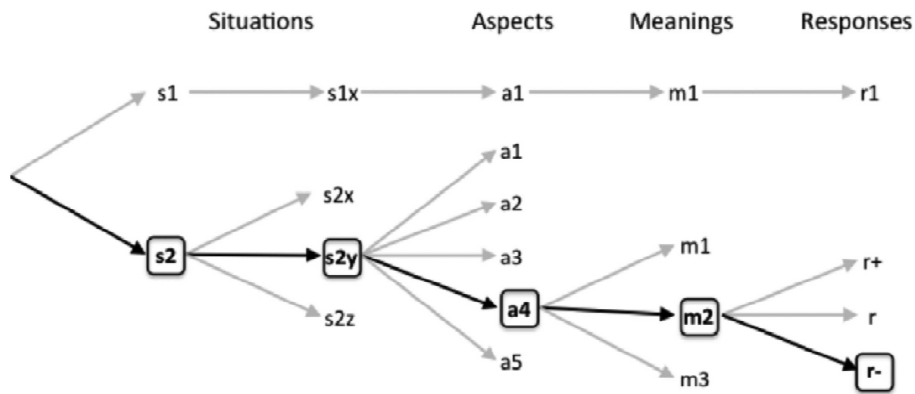 Situations Aspects Meanings Responses
s1 s1x a1 m1 r1
a1
s2x a2
m1
s2 s2y a3 r+
a4 m2 r
s2z
a5 m3 r-